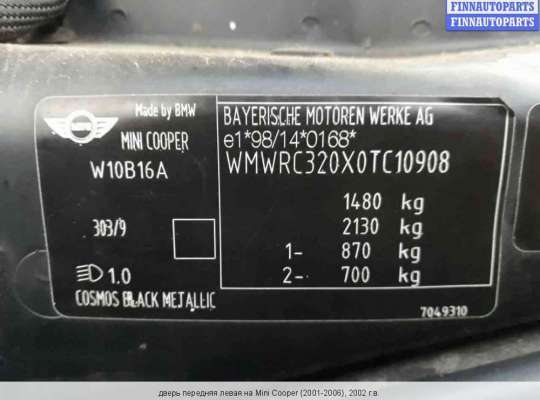 FINNAUTOPARTS
FINNАВТОPARTS
FINNAUTOPARTS
Made by BMW
MINI COOPER
W10B16A
303/9
1.0
COSMOS BLACK METALLIC
BAYERISCHE MOTOREN WERKE AG
e1*98/14*0168*
WMWRC320X0TC10908
1480 kg
2130 kg
1- 870 kg
2- 700 kg
7049310
дверь передняя левая на Mini Cooper (2001-2006), 2002 г.в.